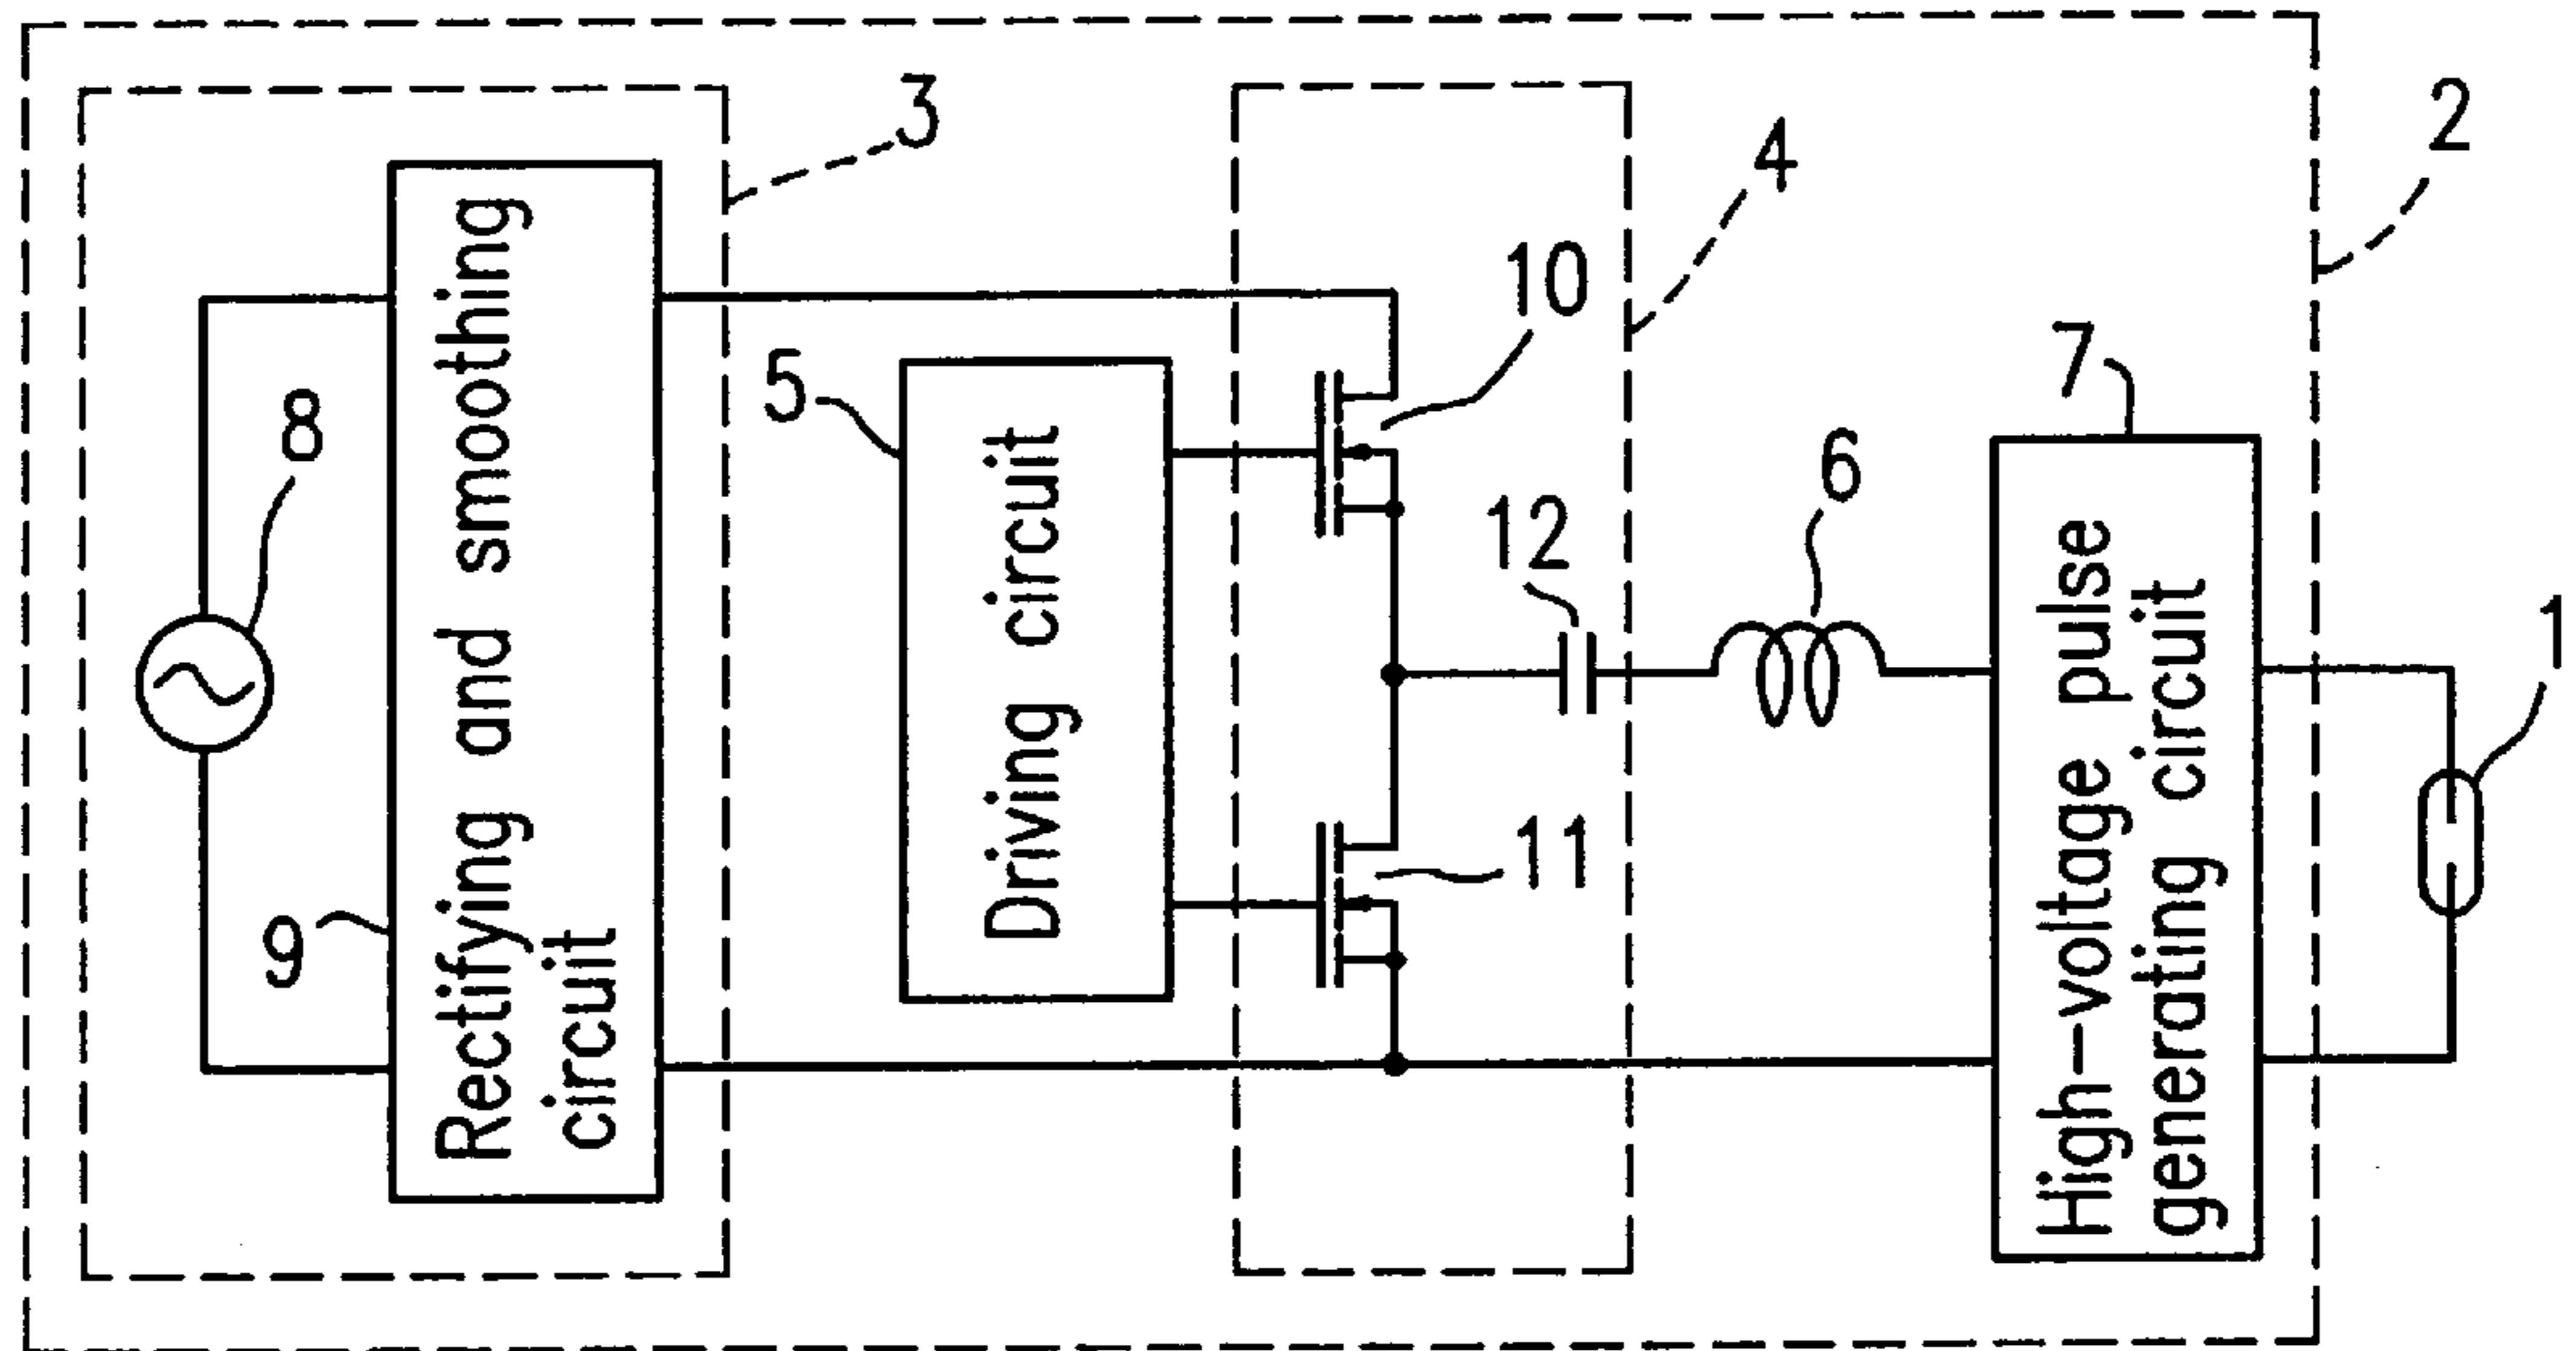 3
4
2
8
9
Rectifying and smoothing
circuit
5
Driving circuit
10
11
12
6
7
High-voltage pulse
generating circuit
1